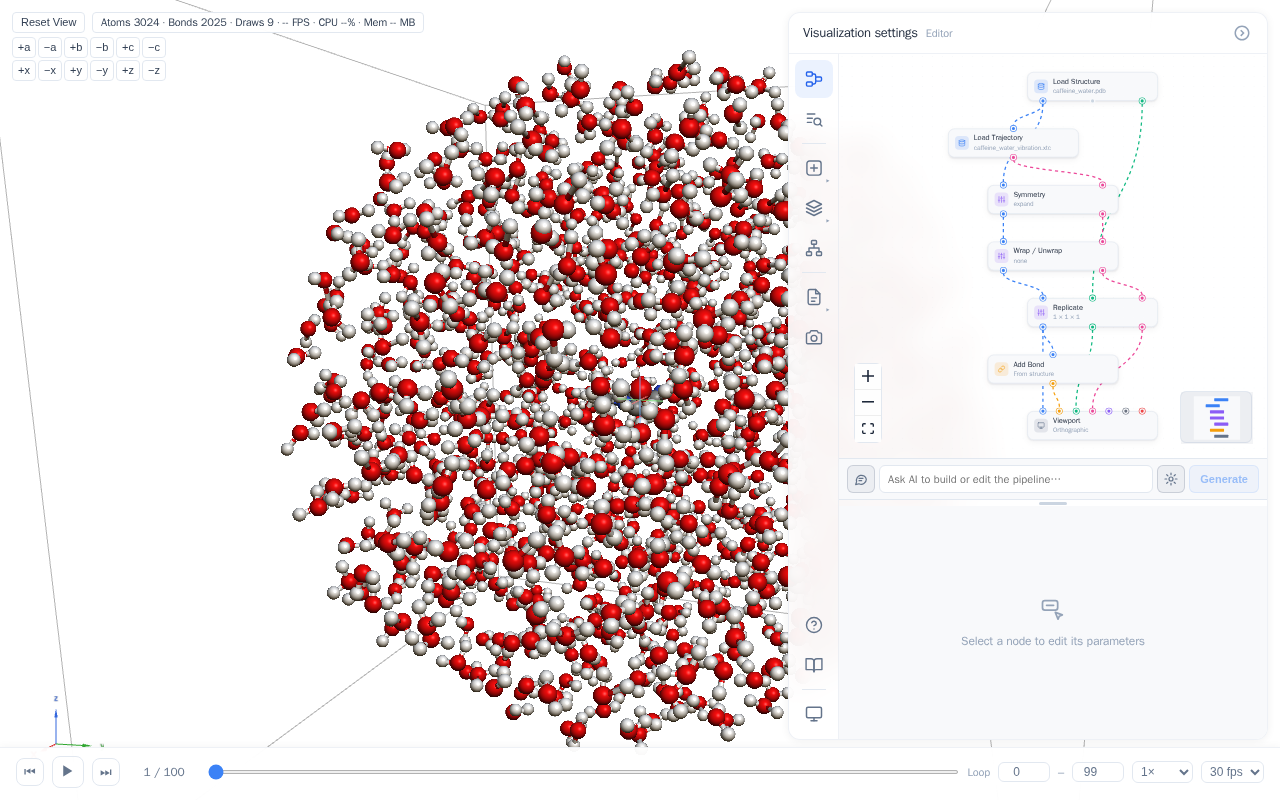 Reset View
Atoms 3024 · Bonds 2025 · Draws 9 · -- FPS · CPU --% · Mem -- MB
+a −a +b −b +c −c
+x −x +y −y +z −z
Visualization settings Editor
Load Structure
caffeine_water.pdb
Load Trajectory
caffeine_water_vibration.xtc
Symmetry
expand
Wrap / Unwrap
none
Replicate
1 × 1 × 1
Add Bond
From structure
Viewport
Orthographic
Ask AI to build or edit the pipeline···
Generate
Select a node to edit its parameters
z
1 / 100
Loop 0 – 99 1× 30 fps